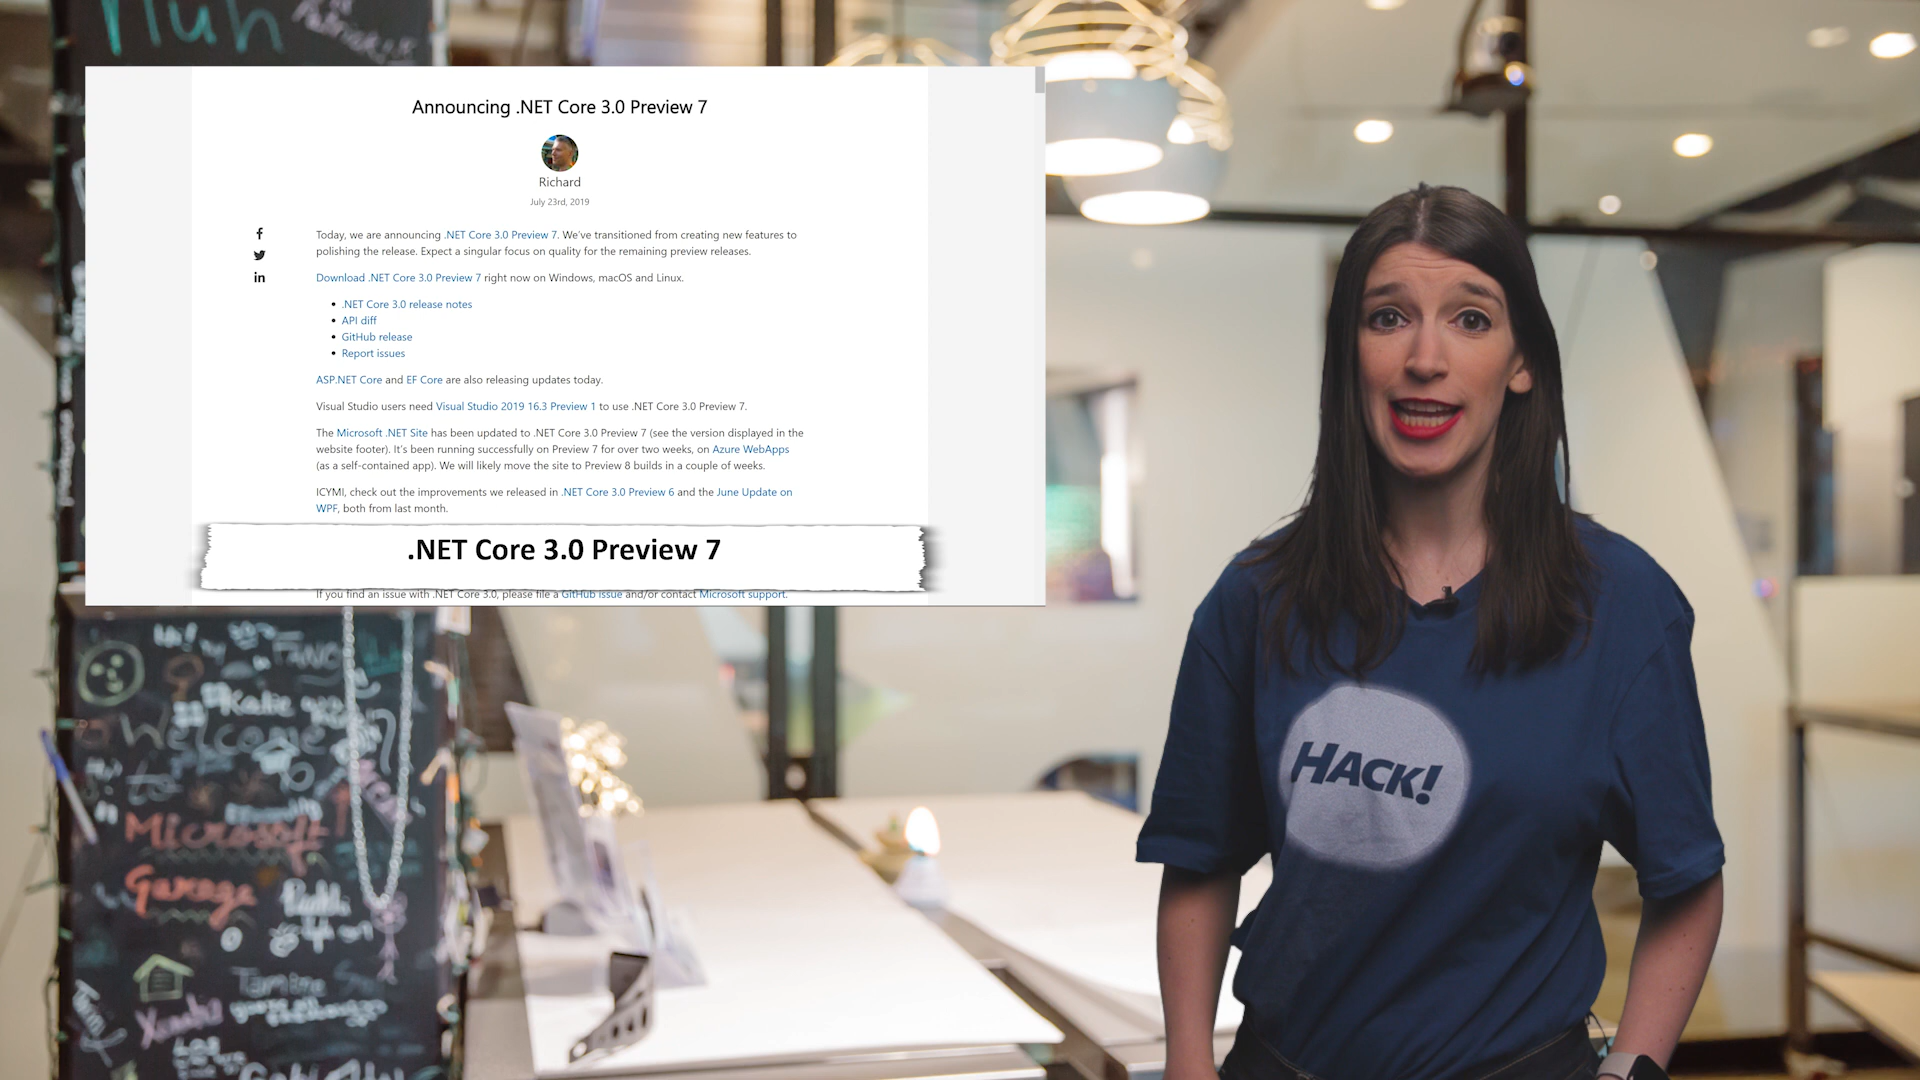 Huh
Announcing .NET Core 3.0 Preview 7
Richard
July 23rd, 2019
Today, we are announcing .NET Core 3.0 Preview 7. We've transitioned from creating new features to
polishing the release. Expect a singular focus on quality for the remaining preview releases.
Download .NET Core 3.0 Preview 7 right now on Windows, macOS and Linux.
• .NET Core 3.0 release notes
• API diff
• GitHub release
• Report issues
ASP.NET Core and EF Core are also releasing updates today.
Visual Studio users need Visual Studio 2019 16.3 Preview 1 to use .NET Core 3.0 Preview 7.
The Microsoft .NET Site has been updated to .NET Core 3.0 Preview 7 (see the version displayed in the
website footer). It's been running successfully on Preview 7 for over two weeks, on Azure WebApps
(as a self-contained app). We will likely move the site to Preview 8 builds in a couple of weeks.
ICYMI, check out the improvements we released in .NET Core 3.0 Preview 6 and the June Update on
WPF, both from last month.
.NET Core 3.0 Preview 7
If you find an issue with .NET Core 3.0, please file a GitHub issue and/or contact Microsoft support.
Hi!
Katie
Welcome
to
Microsoft
Garage
HACK!